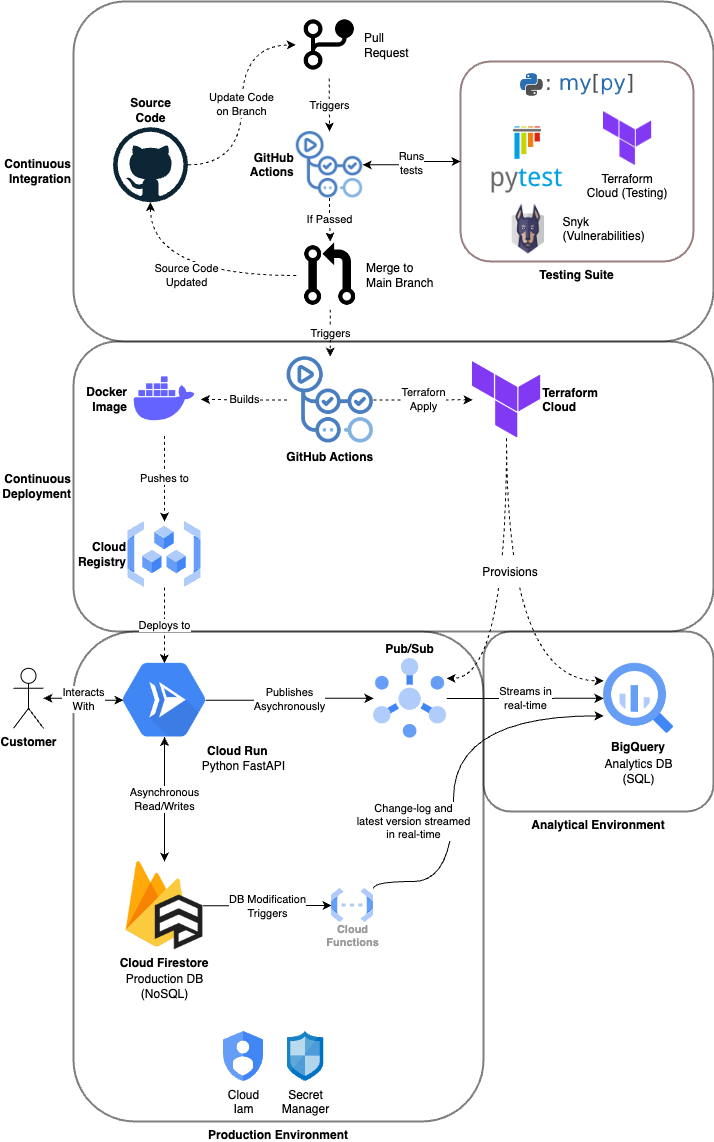 Pull
Request
Update Code
on Branch
Source
Code
Triggers
: my[py]
pytest
Terraform
Cloud (Testing)
Snyk
(Vulnerabilities)
Testing Suite
Continuous
Integration
GitHub
Actions
Runs
tests
If Passed
Source Code
Updated
Merge to
Main Branch
Triggers
Docker
Image
Builds
GitHub Actions
Terraform
Apply
Terraform
Cloud
Continuous
Deployment
Pushes to
Cloud
Registry
Provisions
Deploys to
Customer
Interacts
With
Cloud Run
Python FastAPI
Publishes
Asychronously
Pub/Sub
Streams in
real-time
BigQuery
Analytics DB
(SQL)
Analytical Environment
Asynchronous
Read/Writes
Change-log and
latest version streamed
in real-time
Cloud Firestore
Production DB
(NoSQL)
DB Modification
Triggers
Cloud
Functions
Cloud
Iam
Secret
Manager
Production Environment